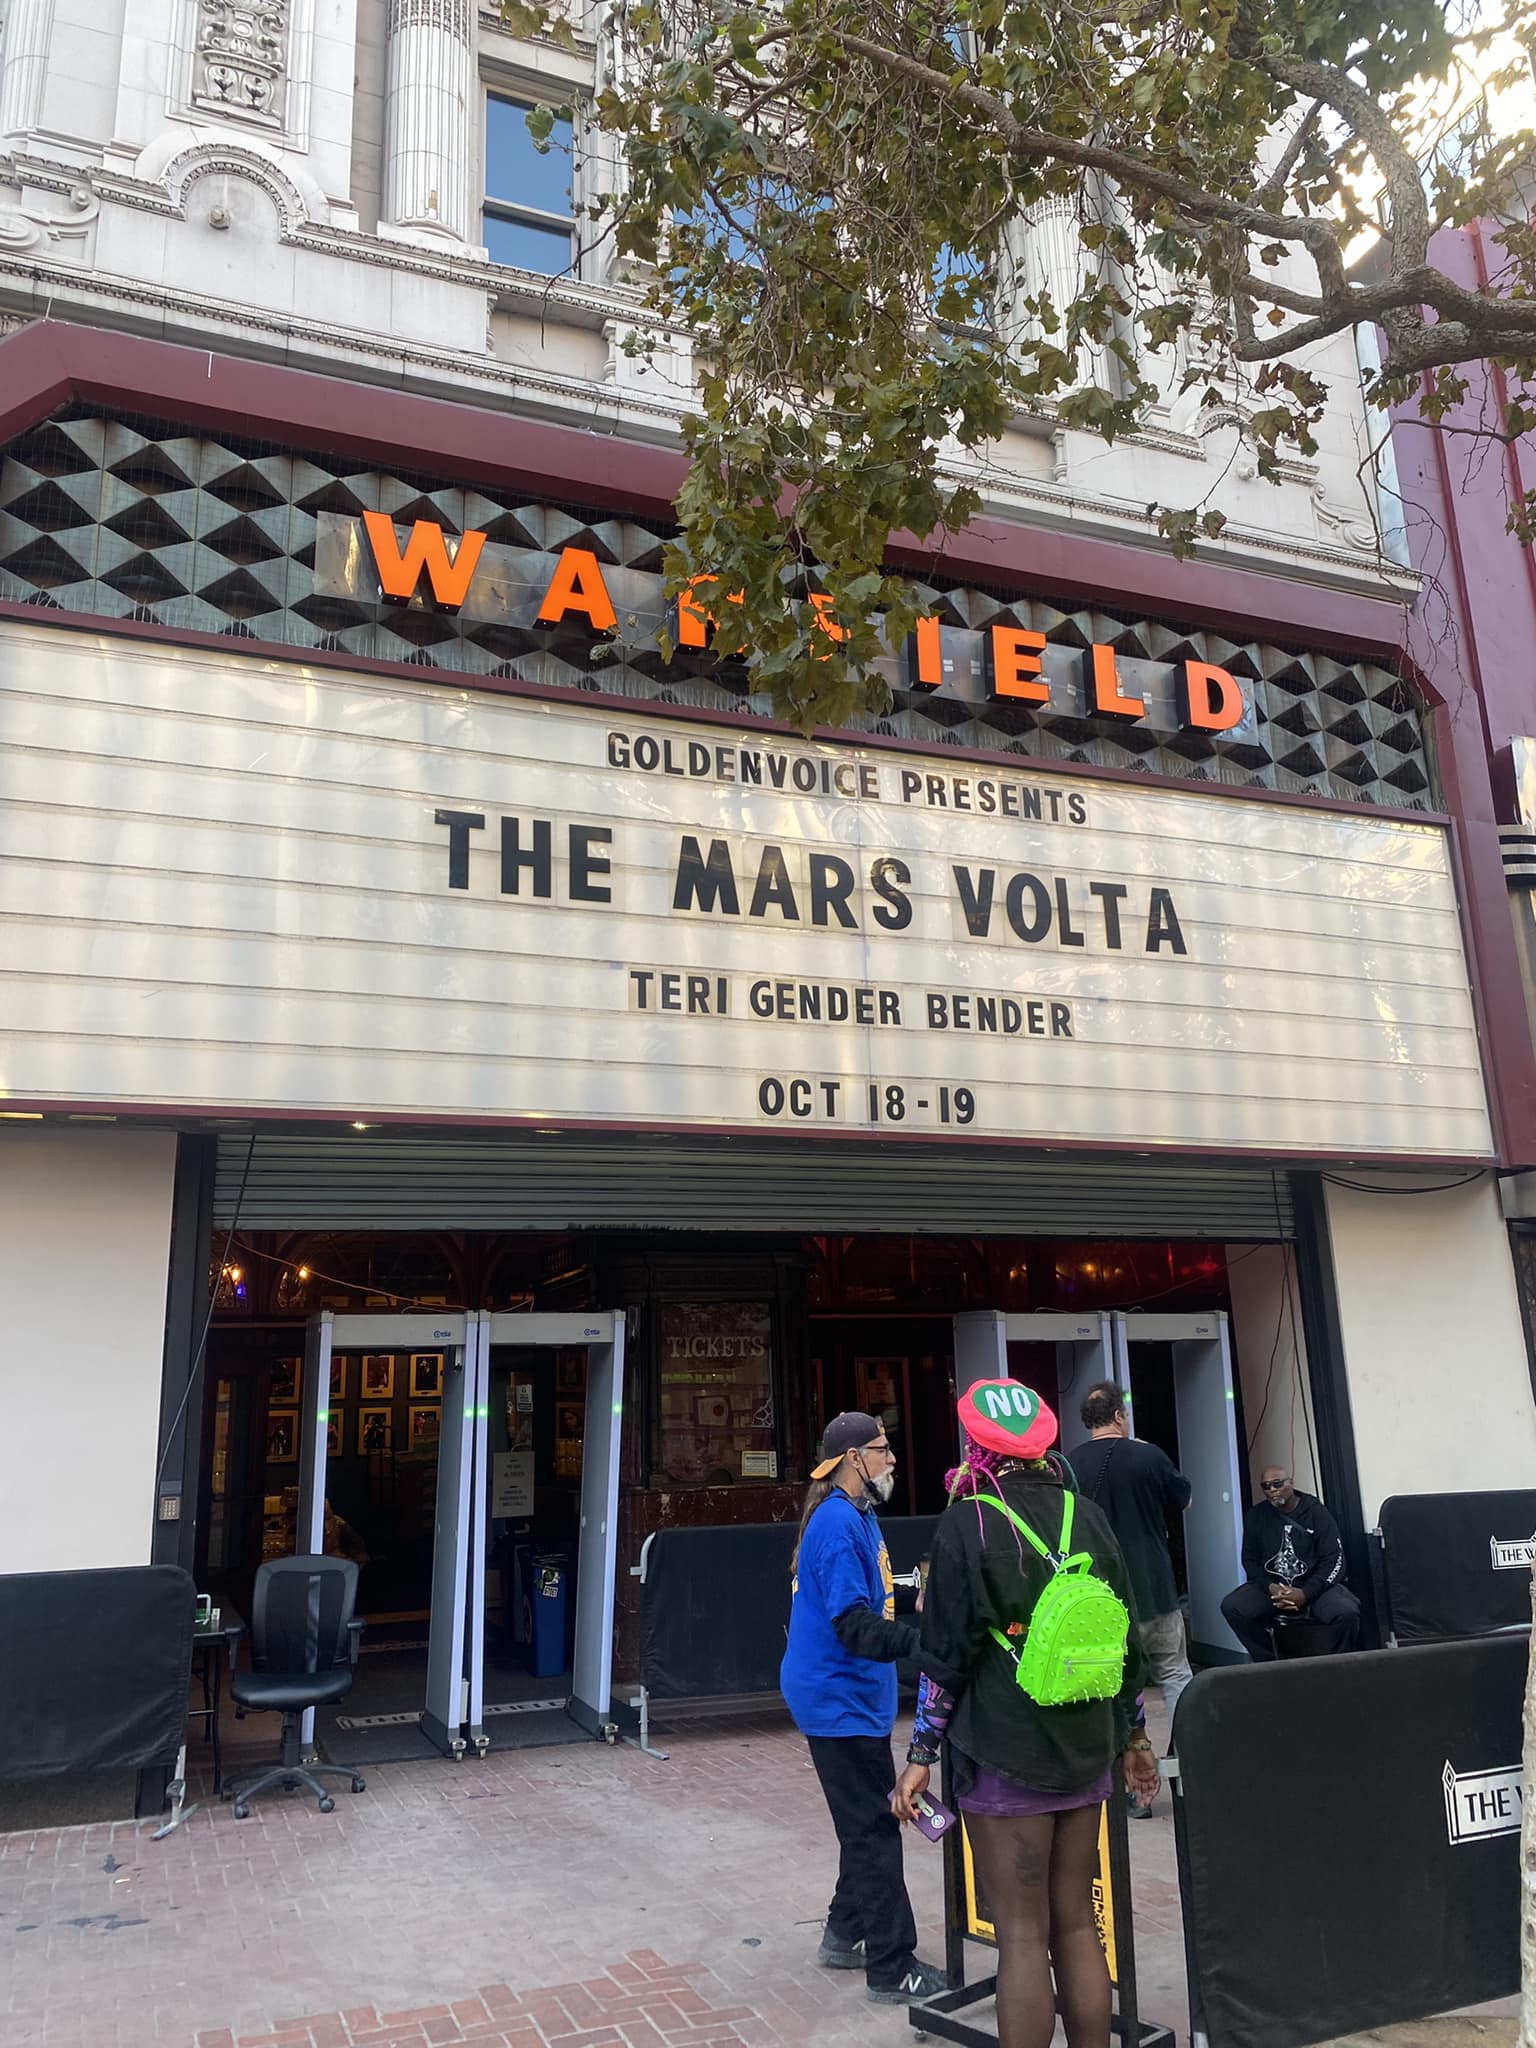 WARFIELD
GOLDENVOICE PRESENTS
THE MARS VOLTA
TERI GENDER BENDER
OCT 18-19
TICKETS
NO
THE
THE
N